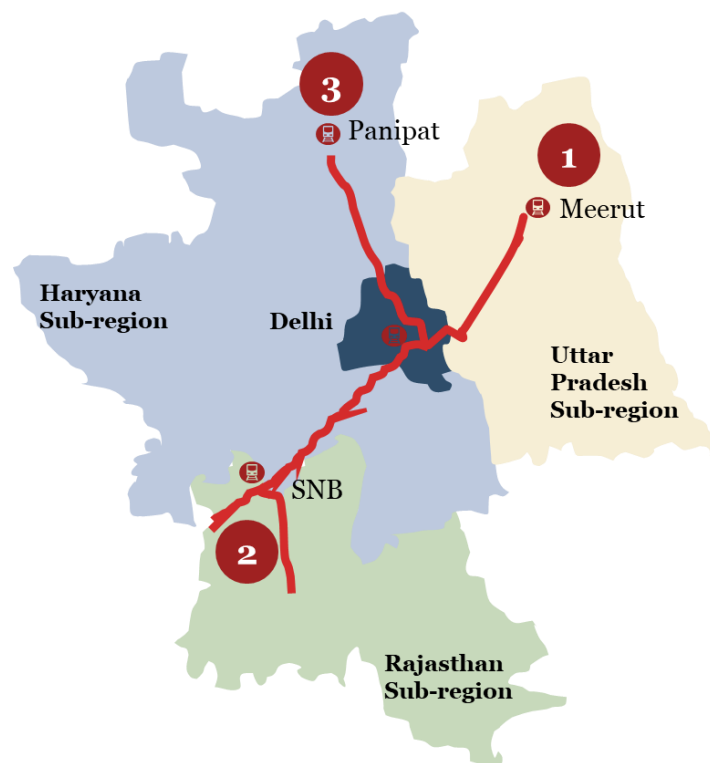 3
Panipat
1
Meerut
Haryana
Sub-region
Delhi
Uttar
Pradesh
Sub-region
SNB
2
Rajasthan
Sub-region